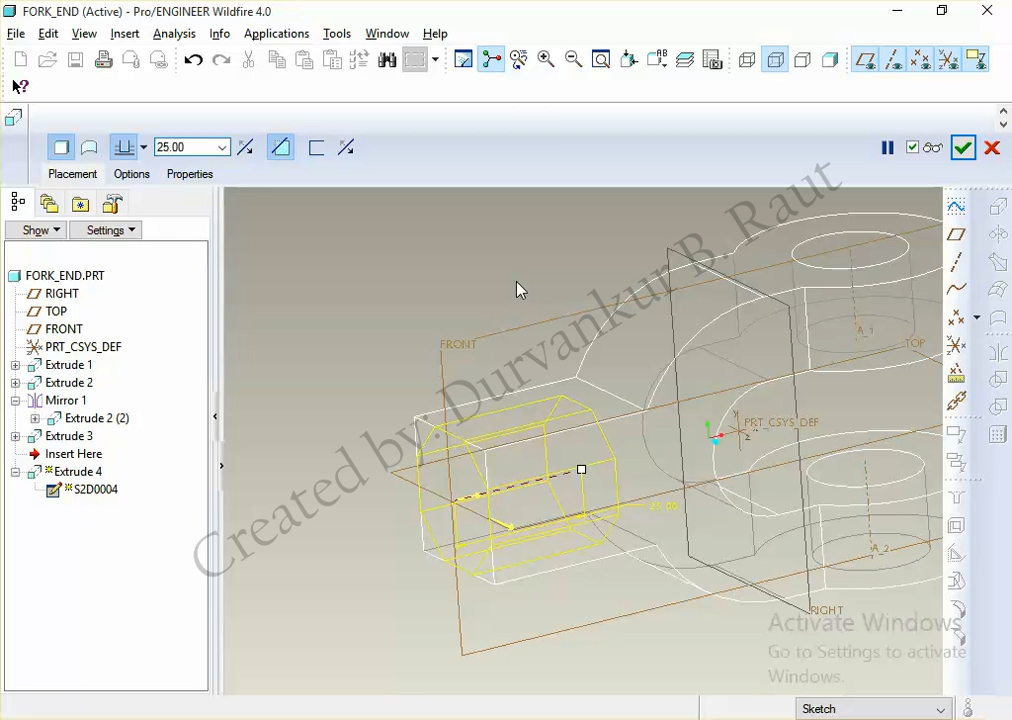 FORK_END (Active) - Pro/ENGINEER Wildfire 4.0
File Edit View Insert Analysis Info Applications Tools Window Help
25.00
Placement Options Properties
Show Settings
FORK_END.PRT
RIGHT
TOP
FRONT
PRT_CSYS_DEF
Extrude 1
Extrude 2
Mirror 1
Extrude 2 (2)
Extrude 3
Insert Here
Extrude 4
S2D0004
Created by: Durvankur B. Raut
FRONT
A_1
TOP
PRT_CSYS_DEF
Y
Z
25.00
A_2
RIGHT
Activate Windows
Go to Settings to activate
Windows.
Sketch